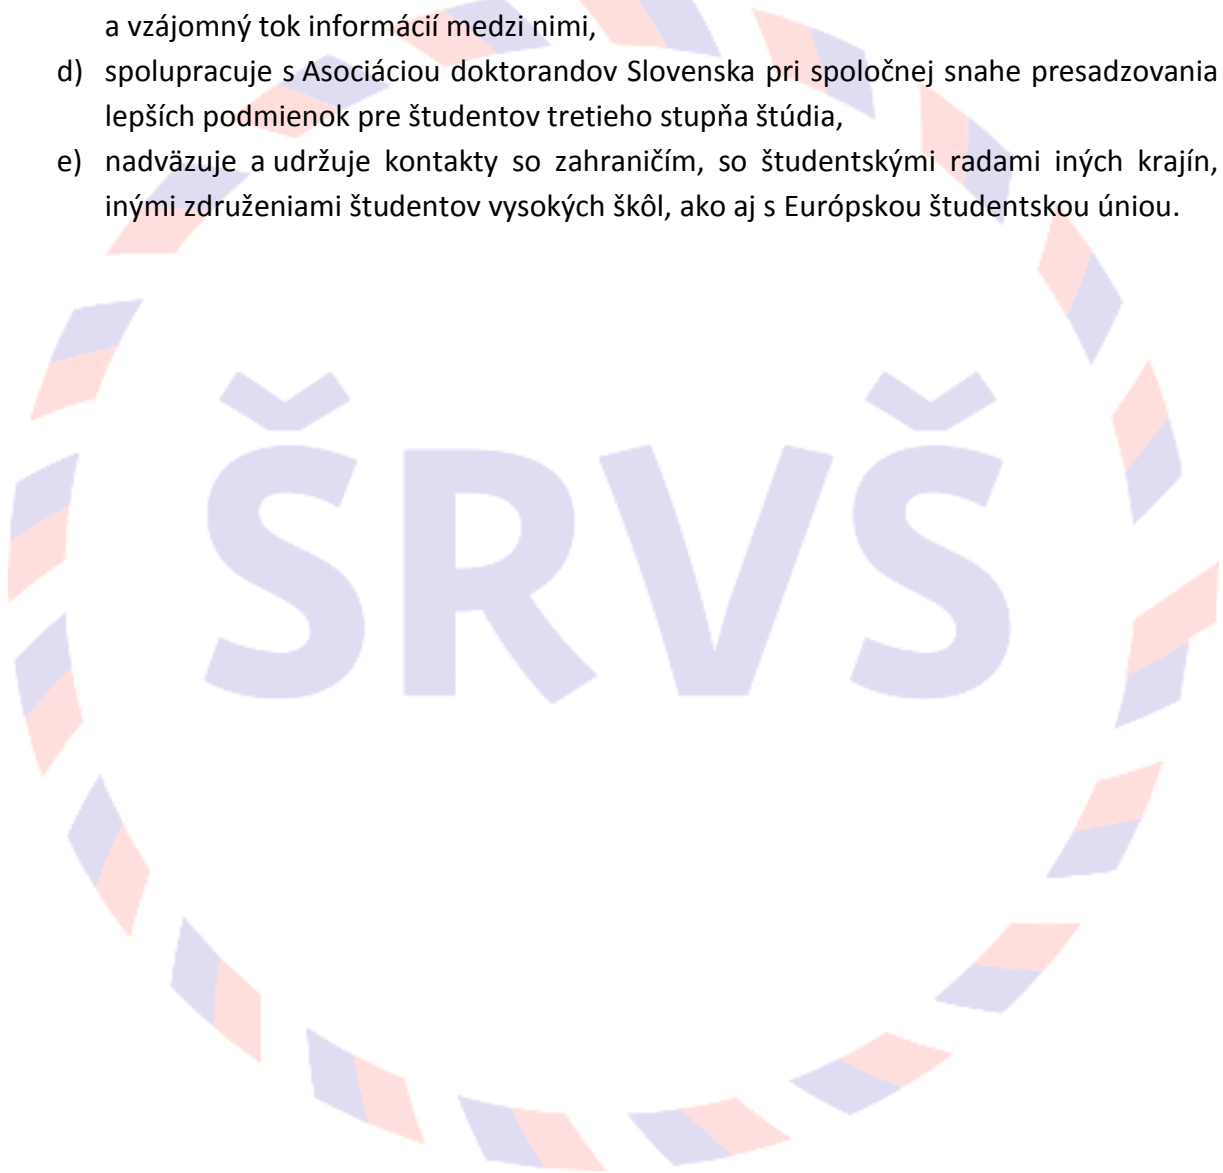 a vzájomný tok informácií medzi nimi,
d) spolupracuje s Asociáciou doktorandov Slovenska pri spoločnej snahe presadzovania
lepších podmienok pre študentov tretieho stupňa štúdia,
e) nadväzuje a udržuje kontakty so zahraničím, so študentskými radami iných krajín,
inými združeniami študentov vysokých škôl, ako aj s Európskou študentskou úniou.
ŠRVŠ